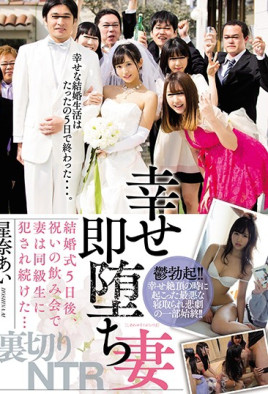 幸せな結婚生活は
たったの5日で終わった…。
幸せ
即堕ち
妻
結婚式5日後、
祝いの飲み会で
妻は同級生に
犯され続けた…
裏切り
NTR
星奈あい
鬱勃起!!
幸せ絶頂の時に
起こった最悪な
寝取られ悲劇
の一部始終!!